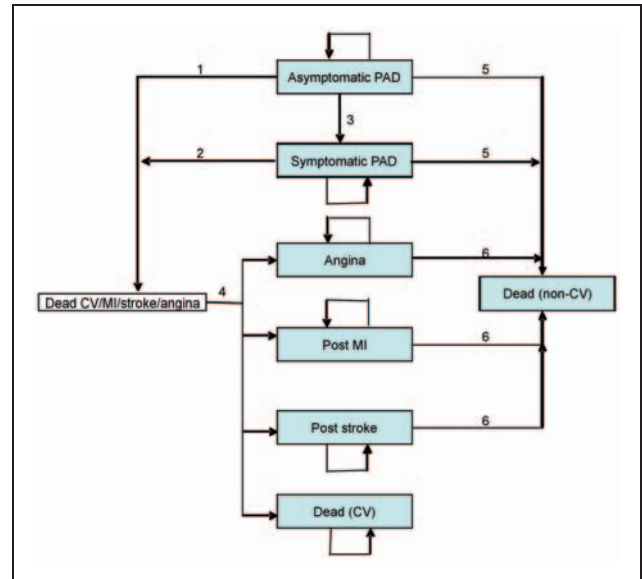 Asymptomatic PAD
1
5
3
Symptomatic PAD
2
5
Angina
6
Dead CV/MI/stroke/angina
4
Dead (non-CV)
Post MI
6
Post stroke
6
Dead (CV)